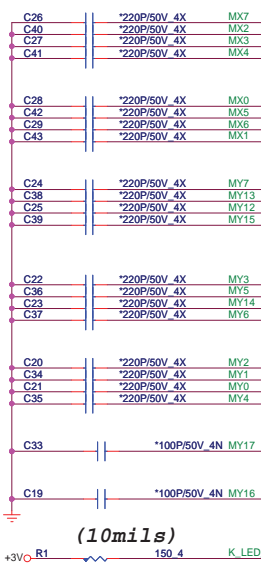 C26 *220P/50V_4X MX7
C40 *220P/50V_4X MX2
C27 *220P/50V_4X MX3
C41 *220P/50V_4X MX4
C28 *220P/50V_4X MX0
C42 *220P/50V_4X MX5
C29 *220P/50V_4X MX6
C43 *220P/50V_4X MX1
C24 *220P/50V_4X MY7
C38 *220P/50V_4X MY13
C25 *220P/50V_4X MY12
C39 *220P/50V_4X MY15
C22 *220P/50V_4X MY3
C36 *220P/50V_4X MY5
C23 *220P/50V_4X MY14
C37 *220P/50V_4X MY6
C20 *220P/50V_4X MY2
C34 *220P/50V_4X MY1
C21 *220P/50V_4X MY0
C35 *220P/50V_4X MY4
C33 *100P/50V_4N MY17
C19 *100P/50V_4N MY16
(10mils)
+3V R1 150_4 K_LED